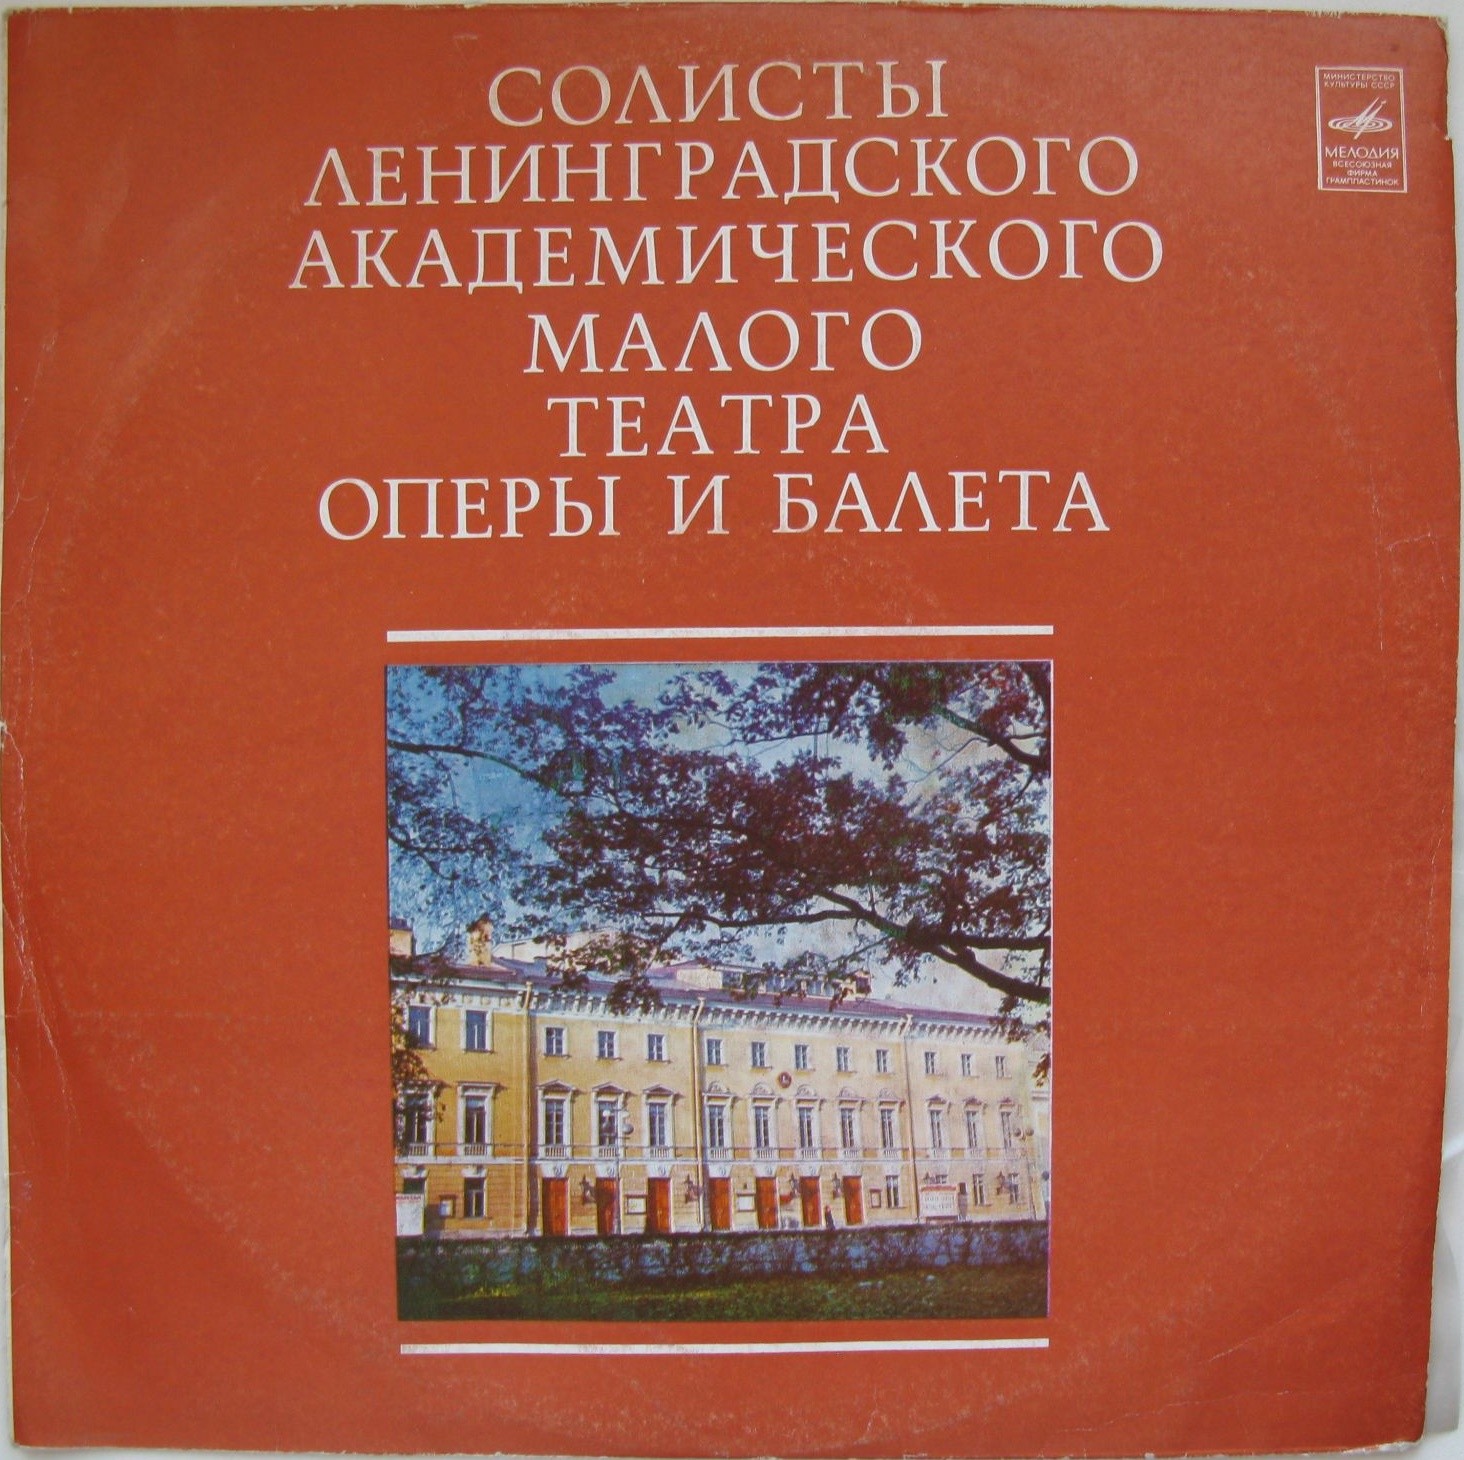 СОЛИСТЫ
ЛЕНИНГРАДСКОГО
АКАДЕМИЧЕСКОГО
МАЛОГО
ТЕАТРА
ОПЕРЫ И БАЛЕТА
МИНИСТЕРСТВО
КУЛЬТУРЫ СССР
МЕЛОДИЯ
ВСЕСОЮЗНАЯ
ФИРМА
ГРАМПЛАСТИНОК